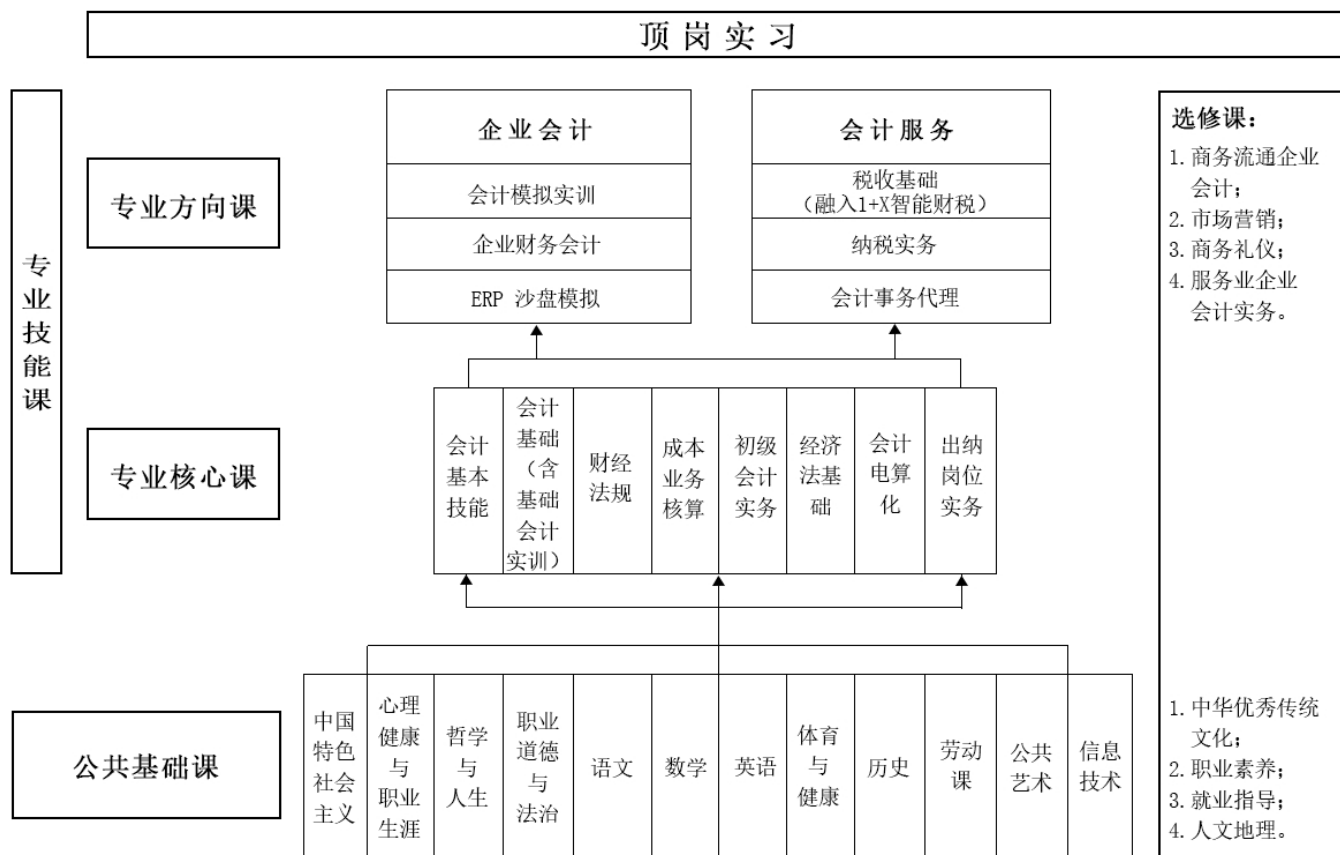 顶岗实习
专业技能课
专业方向课
企业会计
会计模拟实训
企业财务会计
ERP 沙盘模拟
会计服务
税收基础
（融入1+X智能财税）
纳税实务
会计事务代理
选修课：
1. 商务流通企业
会计；
2. 市场营销；
3. 商务礼仪；
4. 服务业企业
会计实务。
专业核心课
会计
基本
技能
会计
基础
（含
基础
会计
实训）
财经
法规
成本
业务
核算
初级
会计
实务
经济
法基
础
会计
电算
化
出纳
岗位
实务
公共基础课
中国
特色
社会
主义
心理
健康
与
职业
生涯
哲学
与
人生
职业
道德
与
法治
语文
数学
英语
体育
与
健康
历史
劳动
课
公共
艺术
信息
技术
1. 中华优秀传统
文化；
2. 职业素养；
3. 就业指导；
4. 人文地理。